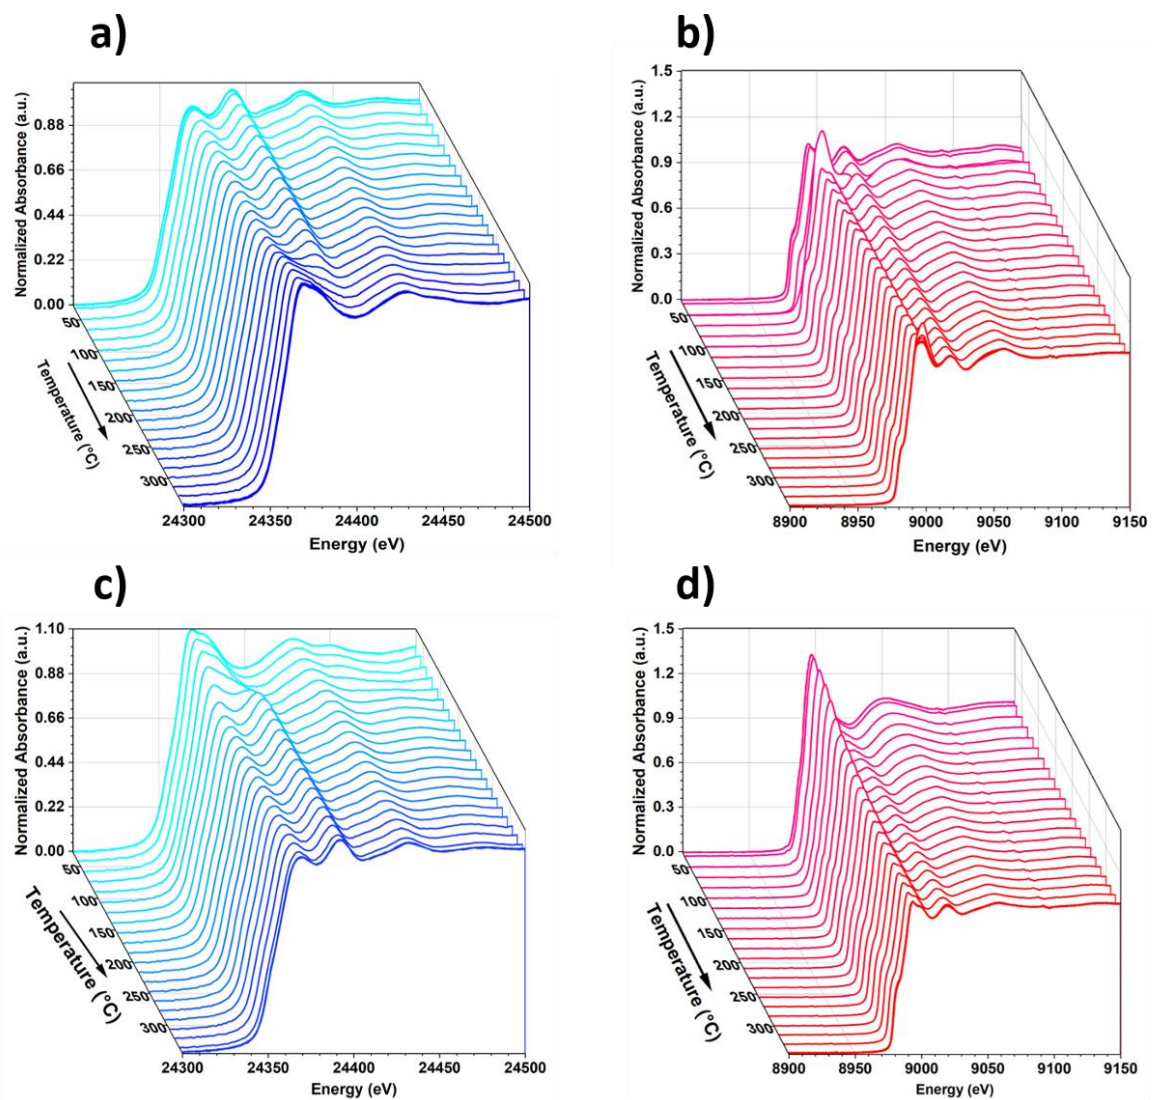 a)
Normalized Absorbance (a.u.)
0.88
0.66
0.44
0.22
0.00
50
100
150
200
250
300
Temperature (°C)
24300 24350 24400 24450 24500
Energy (eV)
b)
Normalized Absorbance (a.u.)
1.5
1.2
0.9
0.6
0.3
0.0
50
100
150
200
250
300
Temperature (°C)
8900 8950 9000 9050 9100 9150
Energy (eV)
c)
Normalized Absorbance (a.u.)
1.10
0.88
0.66
0.44
0.22
0.00
50
100
150
200
250
300
Temperature (°C)
24300 24350 24400 24450 24500
Energy (eV)
d)
Normalized Absorbance (a.u.)
1.5
1.2
0.9
0.6
0.3
0.0
50
100
150
200
250
300
Temperature (°C)
8900 8950 9000 9050 9100 9150
Energy (eV)